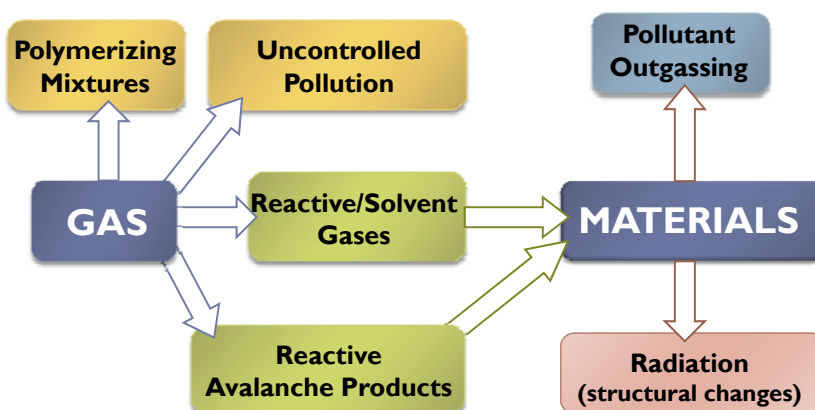 Polymerizing
Mixtures
Uncontrolled
Pollution
Pollutant
Outgassing
GAS
Reactive/Solvent
Gases
MATERIALS
Reactive
Avalanche Products
Radiation
(structural changes)